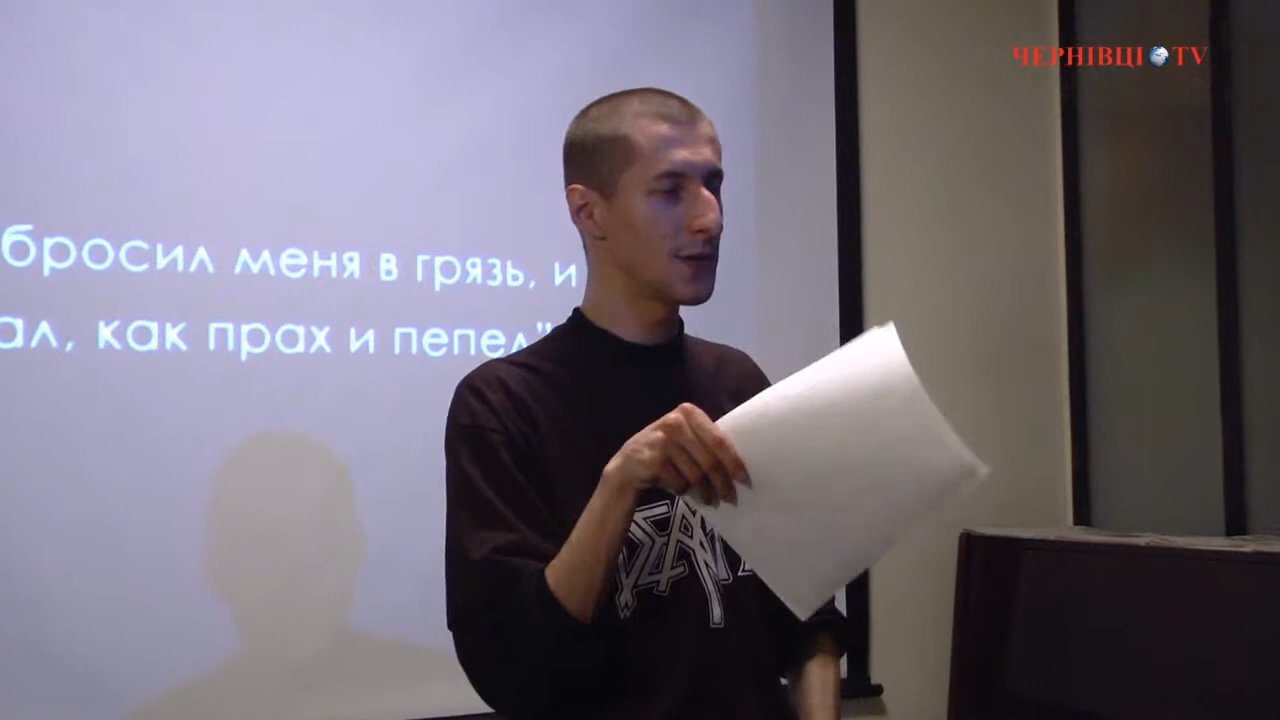 ЧЕРНІВЦІ TV
бросил меня в грязь, и
ал, как прах и пепел"